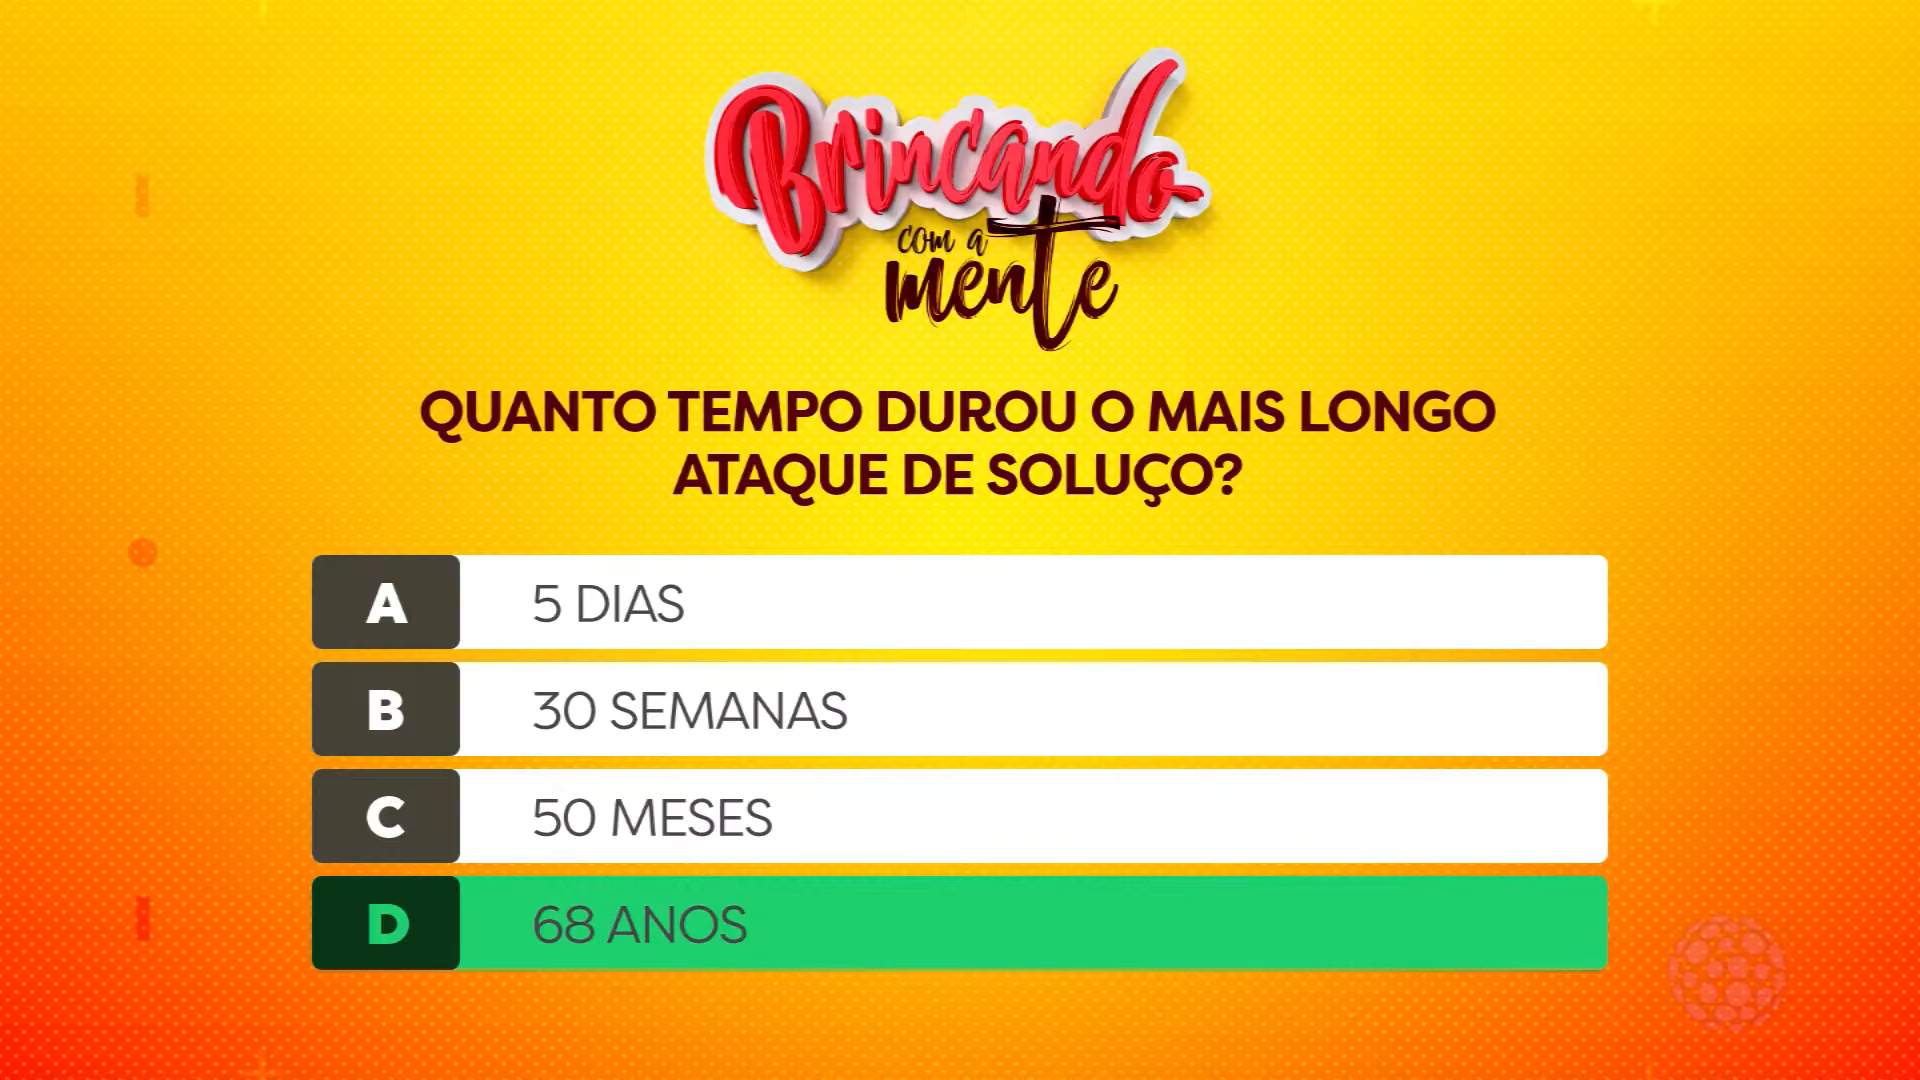 Brincando
com a
mente
QUANTO TEMPO DUROU O MAIS LONGO
ATAQUE DE SOLUÇO?
A 5 DIAS
B 30 SEMANAS
C 50 MESES
D 68 ANOS